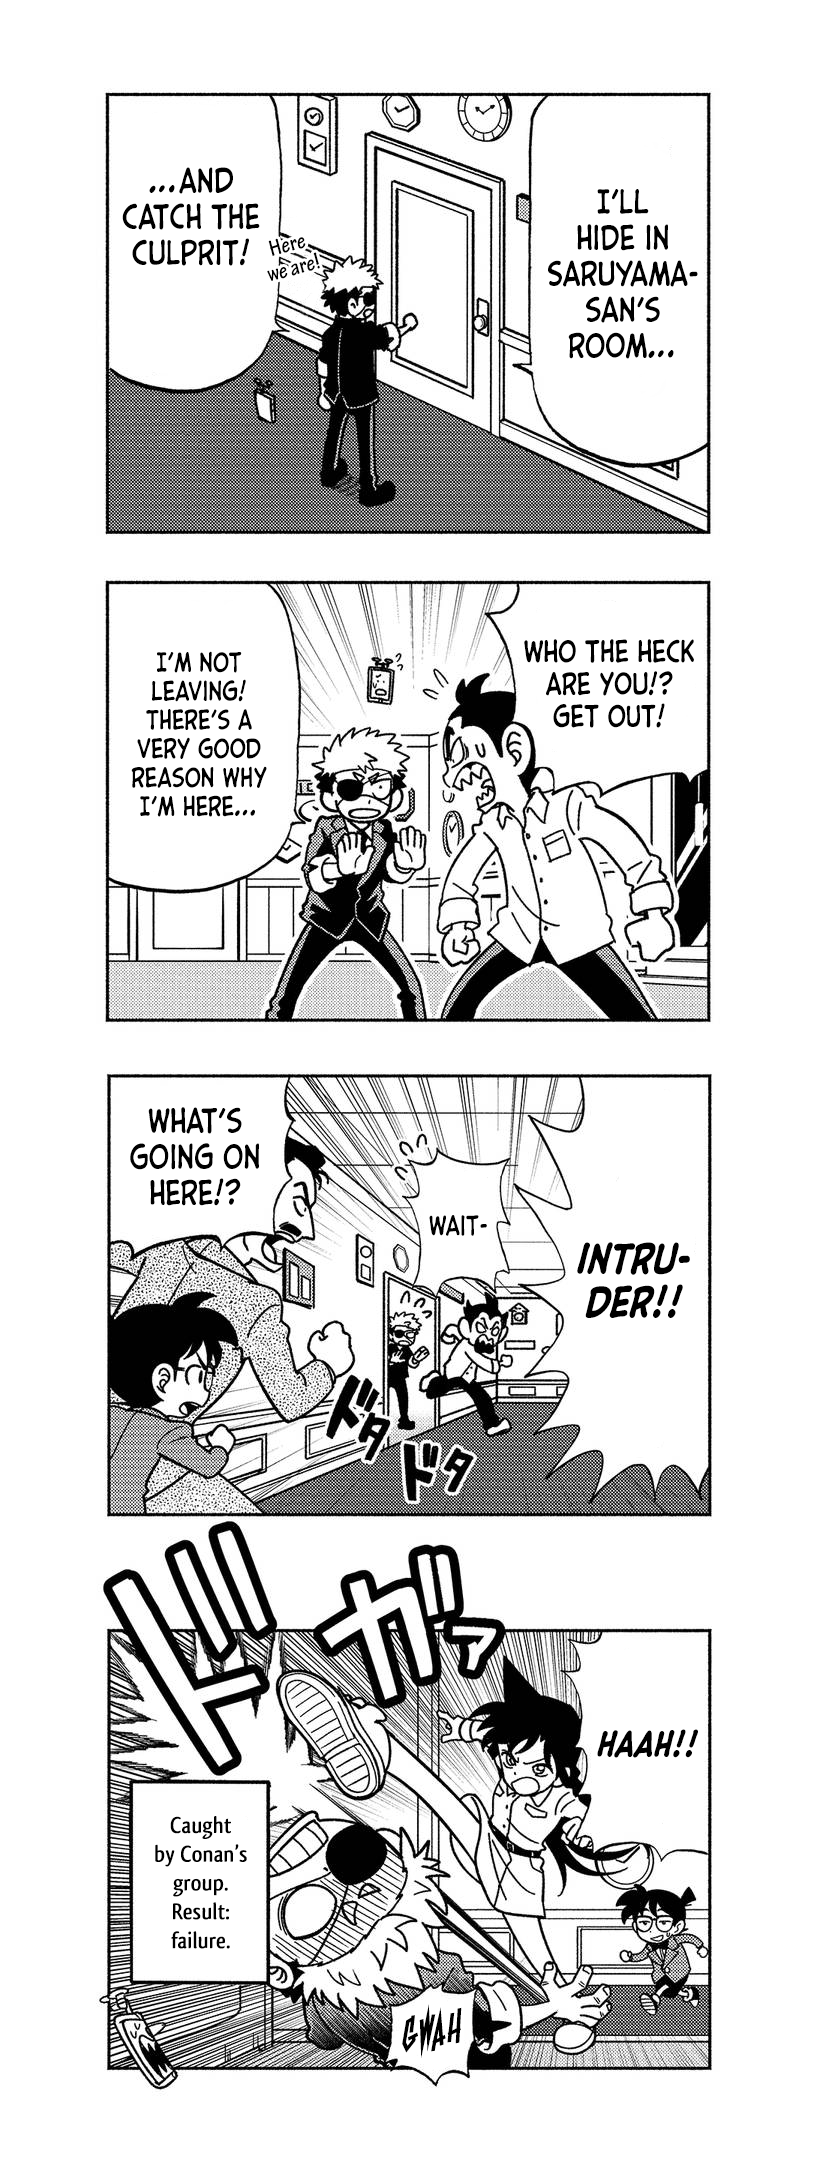 I'LL
HIDE IN
SARUYAMA-
SAN'S
ROOM...
...AND
CATCH THE
CULPRIT!
Here
we are!
WHO THE HECK
ARE YOU!?
GET OUT!
I'M NOT
LEAVING!
THERE'S A
VERY GOOD
REASON WHY
I'M HERE...
INTRU-
DER!!
WAIT-
WHAT'S
GOING ON
HERE!?
ドタ
ドタ
HAAH!!
ドガァ
GWAH
Caught
by Conan's
group.
Result:
failure.